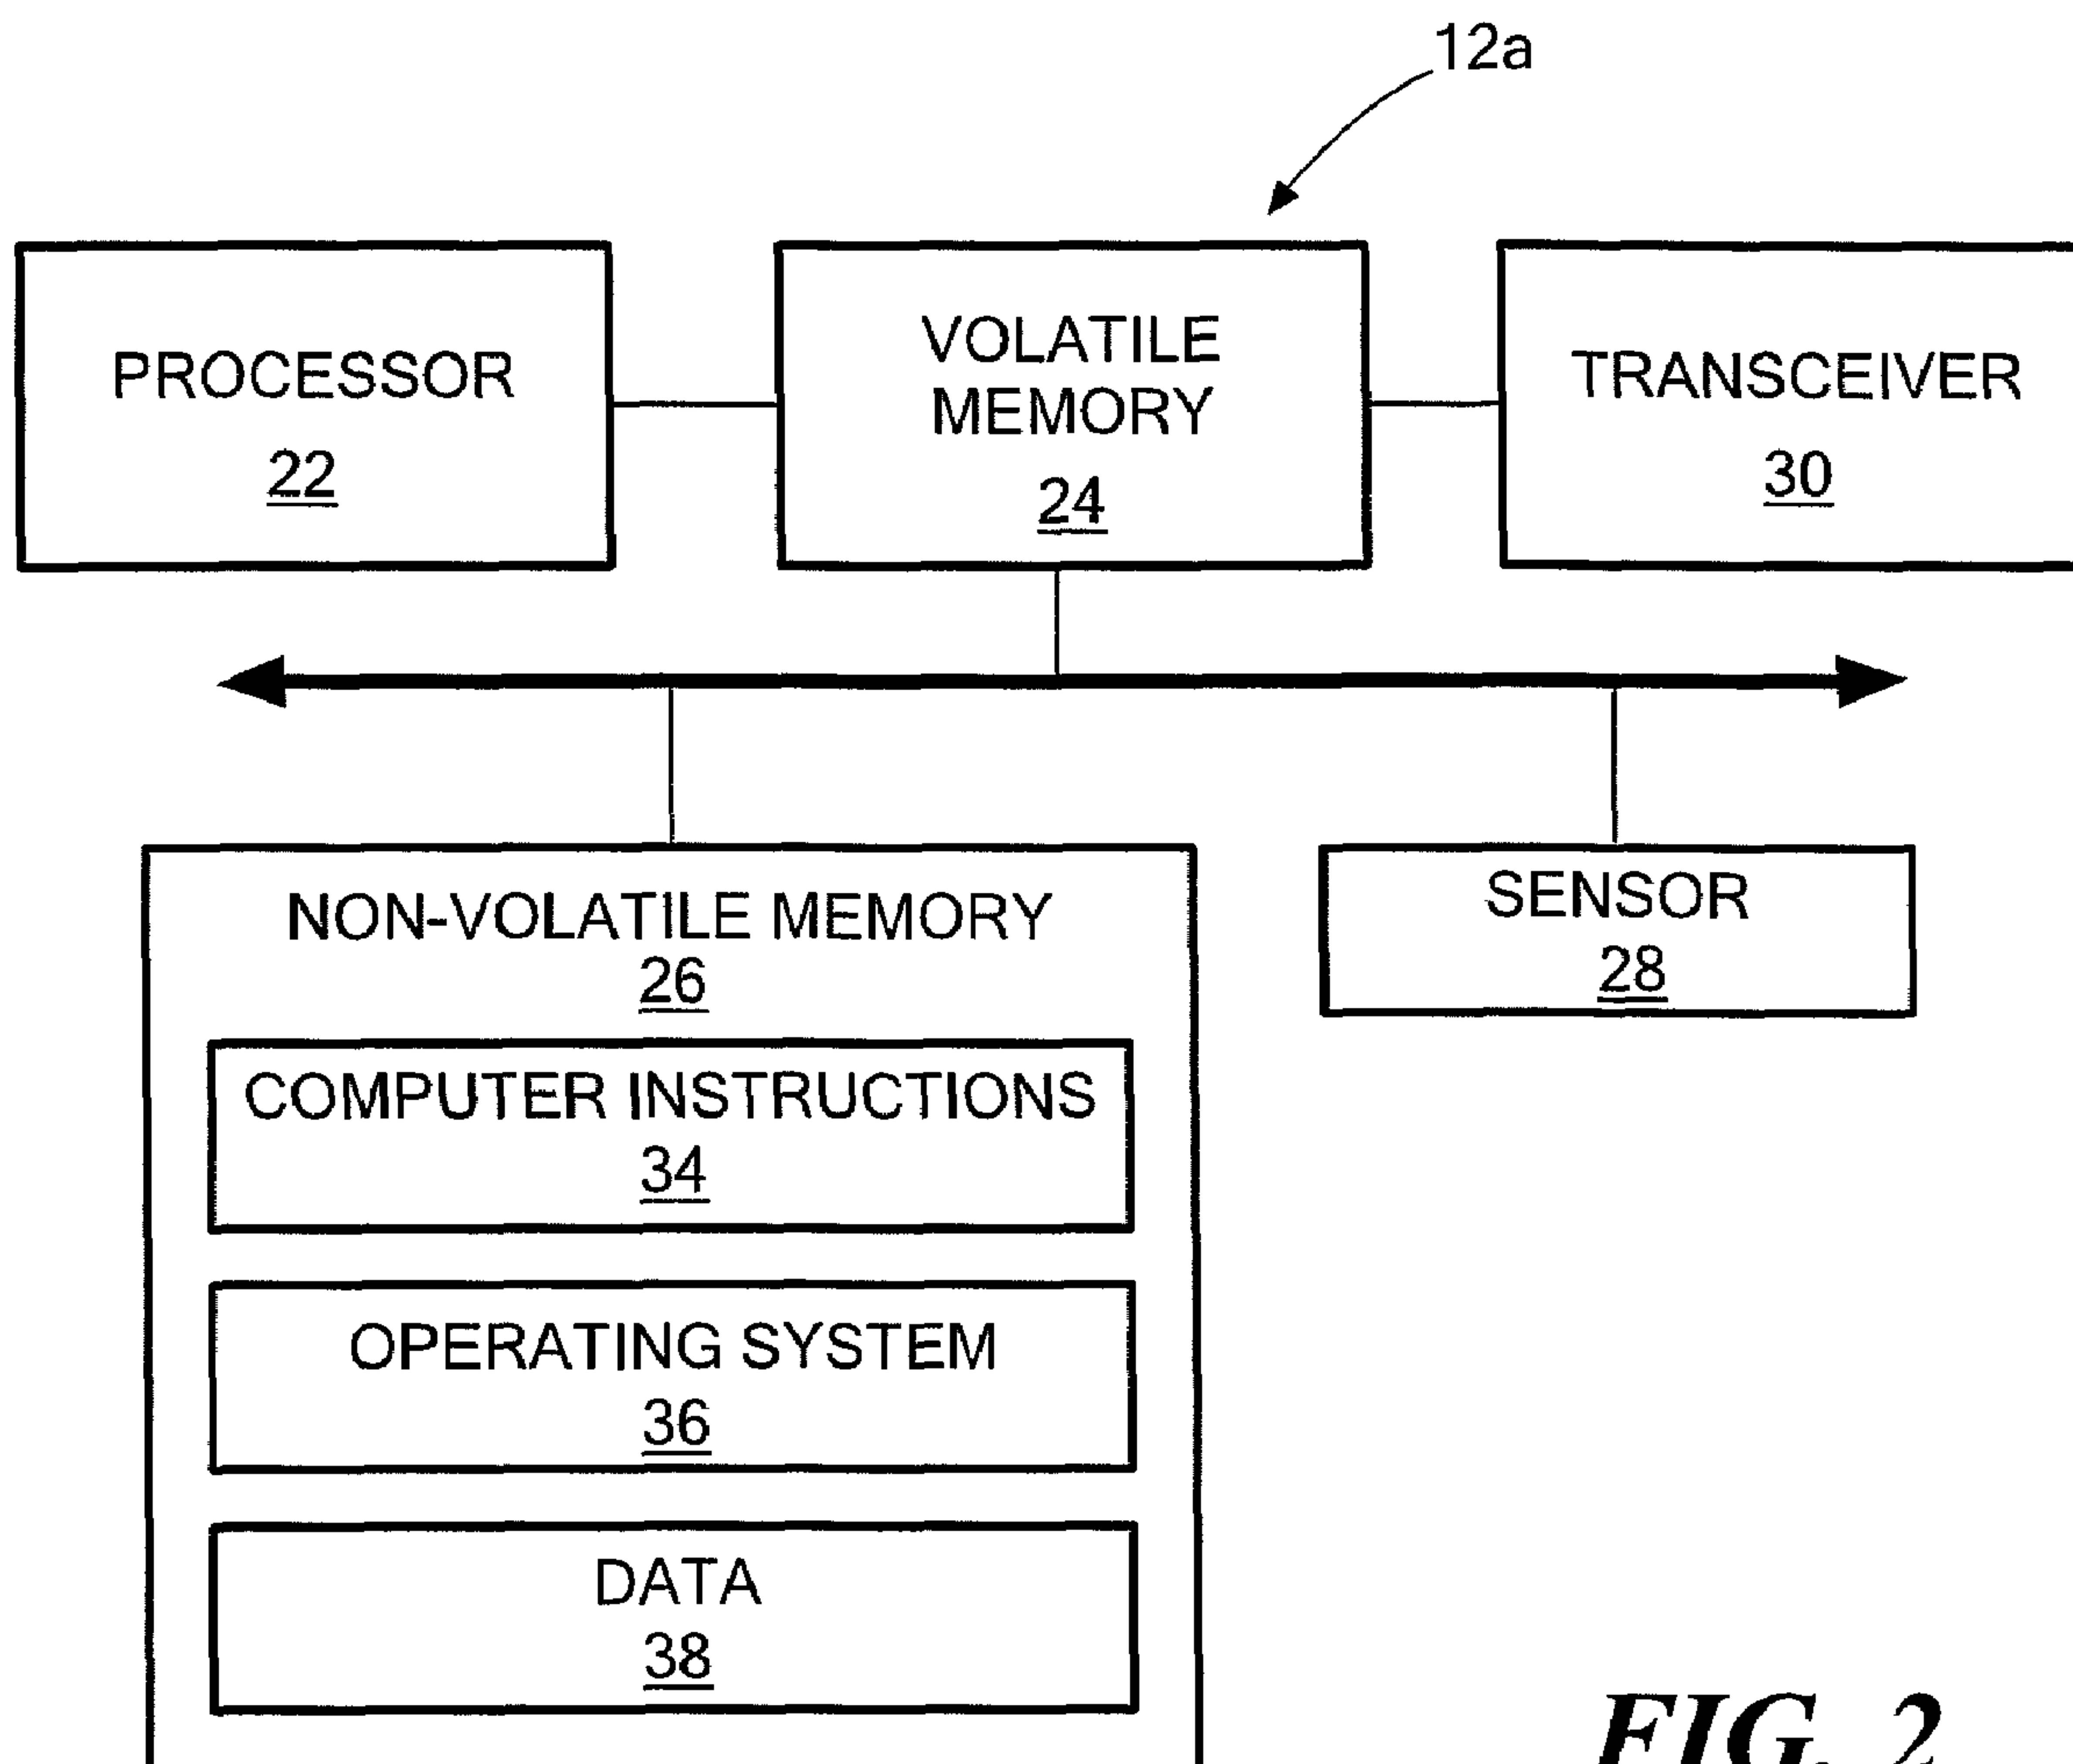 12a
PROCESSOR
22
VOLATILE
MEMORY
24
TRANSCEIVER
30
NON-VOLATILE MEMORY
26
COMPUTER INSTRUCTIONS
34
OPERATING SYSTEM
36
DATA
38
SENSOR
28
FIG. 2